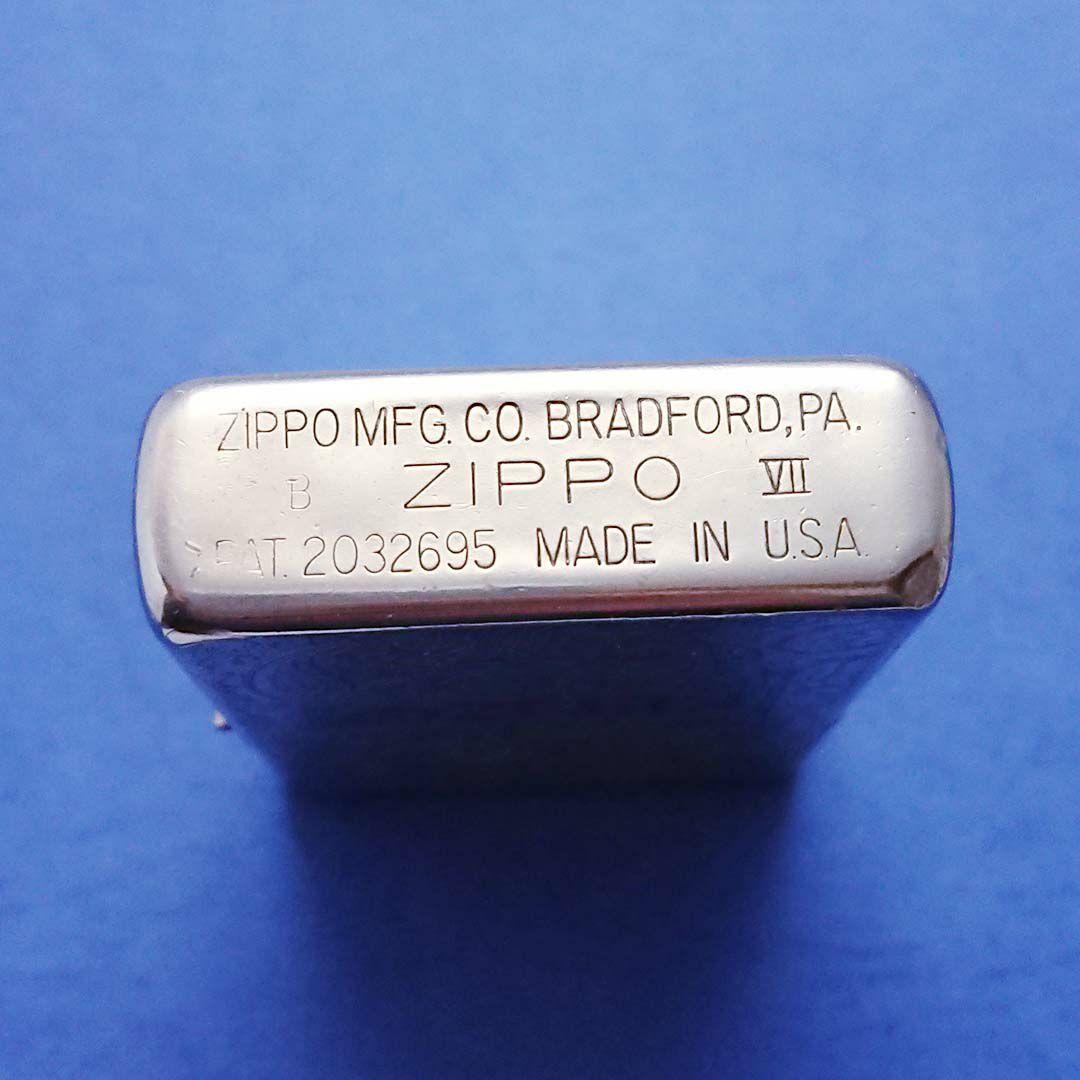 ZIPPO MFG. CO. BRADFORD, PA.
B ZIPPO VII
PAT. 2032695 MADE IN U.S.A.